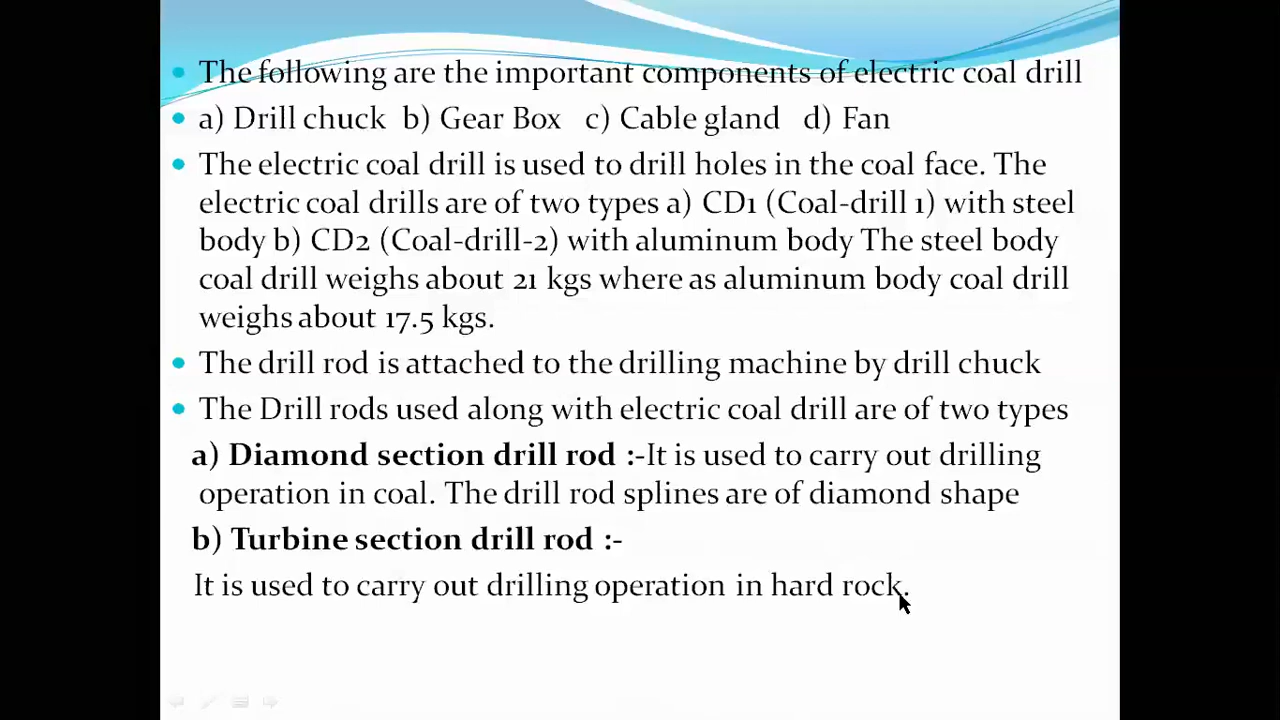 The following are the important components of electric coal drill
a) Drill chuck b) Gear Box c) Cable gland d) Fan
The electric coal drill is used to drill holes in the coal face. The
electric coal drills are of two types a) CD1 (Coal-drill 1) with steel
body b) CD2 (Coal-drill-2) with aluminum body The steel body
coal drill weighs about 21 kgs where as aluminum body coal drill
weighs about 17.5 kgs.
The drill rod is attached to the drilling machine by drill chuck
The Drill rods used along with electric coal drill are of two types
a) Diamond section drill rod :-It is used to carry out drilling
operation in coal. The drill rod splines are of diamond shape
b) Turbine section drill rod :-
It is used to carry out drilling operation in hard rock.